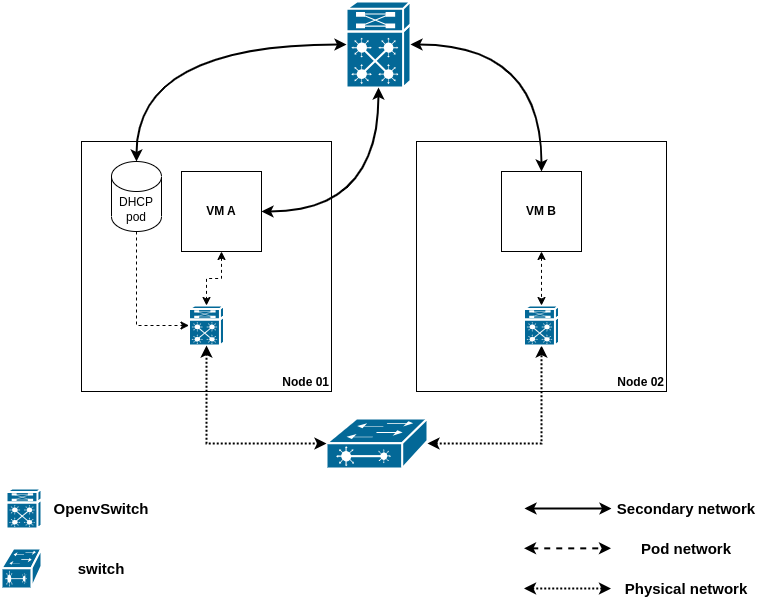 DHCP
pod
VM A
VM B
Node 01
Node 02
OpenvSwitch
switch
Secondary network
Pod network
Physical network